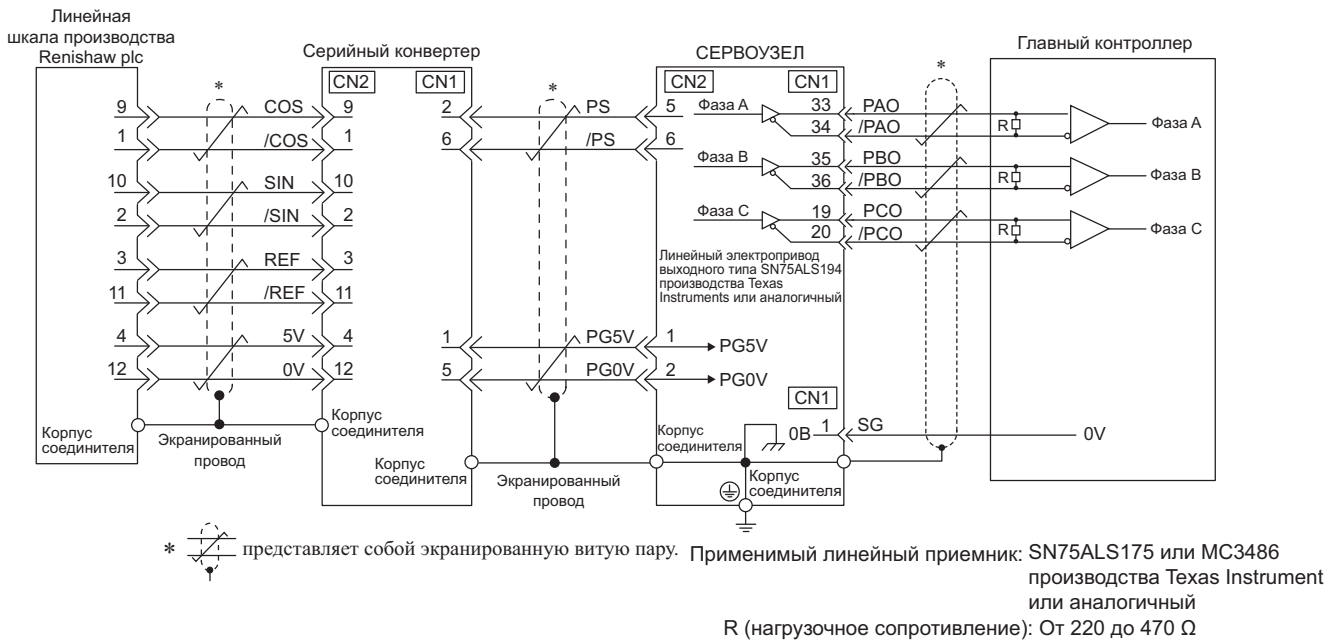 Линейная
шкала производства
Renishaw plc
Серийный конвертер
СЕРВОУЗЕЛ
Главный контроллер
*
*
*
CN2
CN1
CN2
CN1
9 COS 9
1 /COS 1
10 SIN 10
2 /SIN 2
3 REF 3
11 /REF 11
4 5V 4
12 0V 12
2 PS 5
6 /PS 6
1 PG5V 1 PG5V
5 PG0V 2 PG0V
Фаза A 33 PAO
34 /PAO
R Фаза A
Фаза B 35 PBO
36 /PBO
R Фаза B
Фаза C 19 PCO
20 /PCO
R Фаза C
Линейный электропривод
выходного типа SN75ALS194
производства Texas
Instruments или аналогичный
CN1
0В 1 SG 0V
Корпус
соединителя
Экранированный
провод
Корпус
соединителя
Корпус
соединителя
Экранированный
провод
Корпус
соединителя
Корпус
соединителя
* представляет собой экранированную витую пару.
Применимый линейный приемник: SN75ALS175 или MC3486
производства Texas Instrument
или аналогичный
R (нагрузочное сопротивление): От 220 до 470 Ω